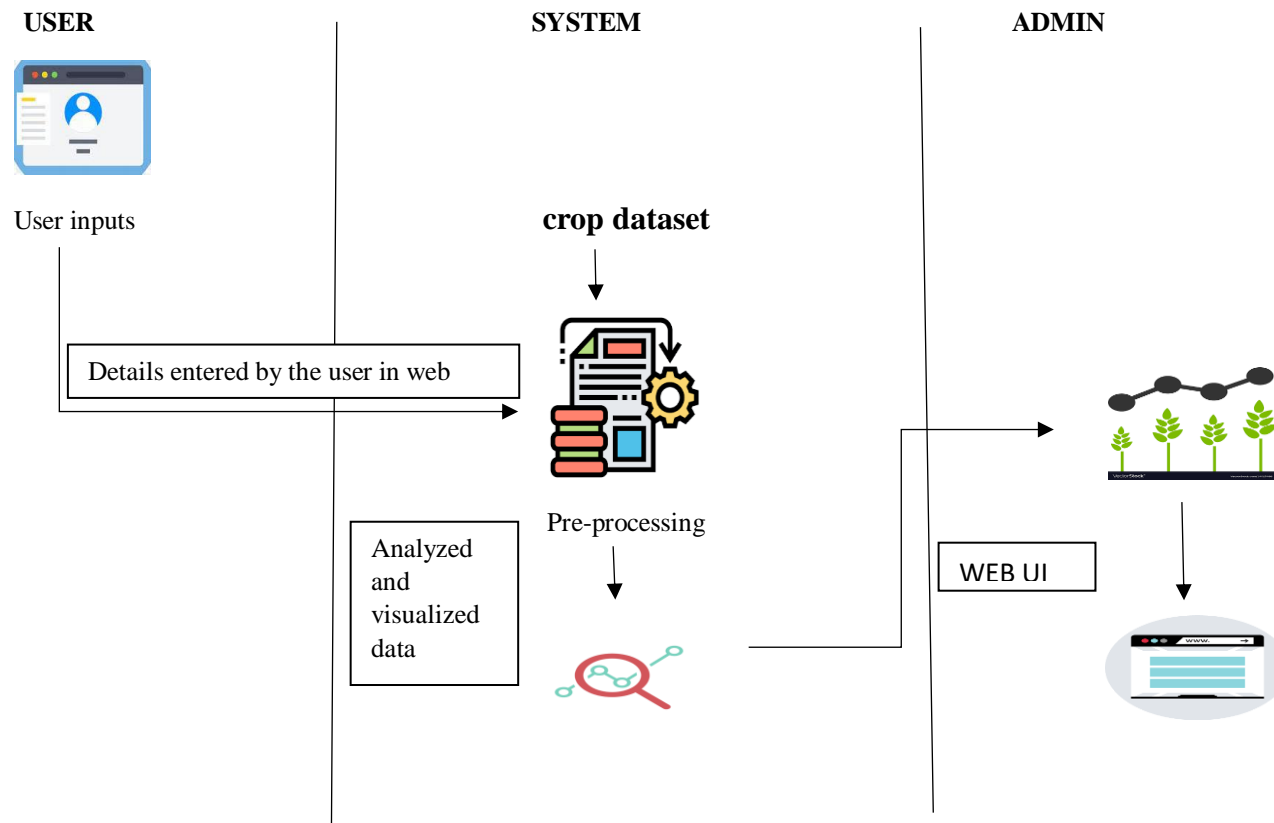 USER
SYSTEM
ADMIN
User inputs
crop dataset
Details entered by the user in web
Pre-processing
Analyzed
and
visualized
data
WEB UI
www.
VectorStock